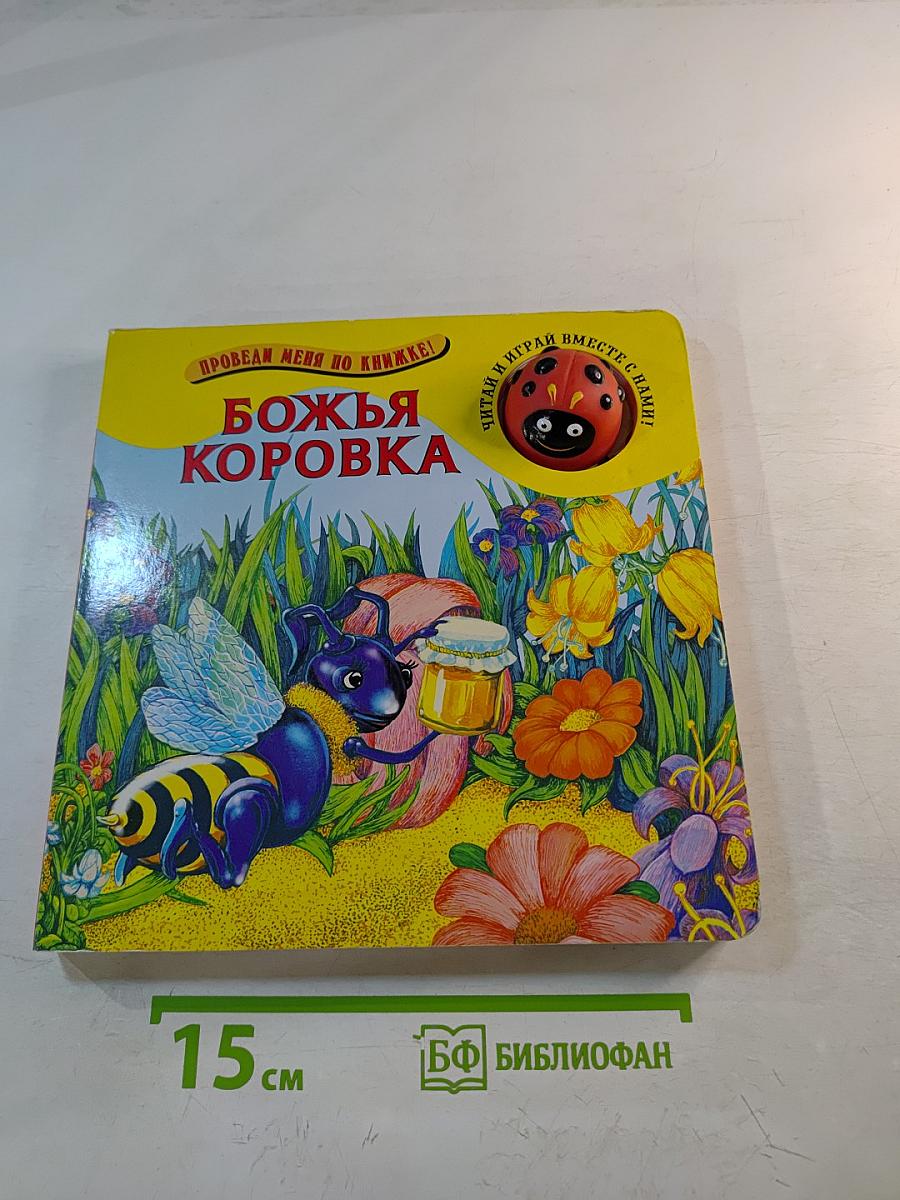 ПРОВЕДИ МЕНЯ ПО КНИЖКЕ!
ЧИТАЙ И ИГРАЙ ВМЕСТЕ С НАМИ!
БОЖЬЯ
КОРОВКА
15 см
БФ БИБЛИОФАН